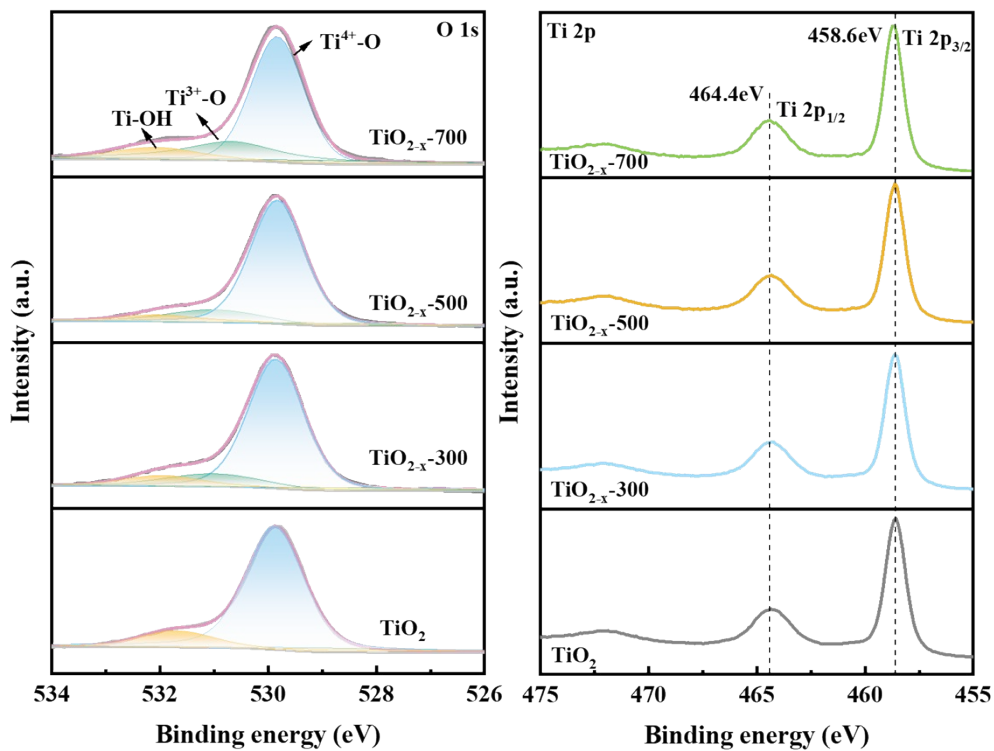 O 1s
Ti⁴⁺-O
Ti³⁺-O
Ti-OH
TiO₂₋ₓ-700
TiO₂₋ₓ-500
TiO₂₋ₓ-300
TiO₂
534 532 530 528 526
Binding energy (eV)
Intensity (a.u.)
Ti 2p
458.6eV
Ti 2p₃/₂
464.4eV
Ti 2p₁/₂
TiO₂₋ₓ-700
TiO₂₋ₓ-500
TiO₂₋ₓ-300
TiO₂
475 470 465 460 455
Binding energy (eV)
Intensity (a.u.)